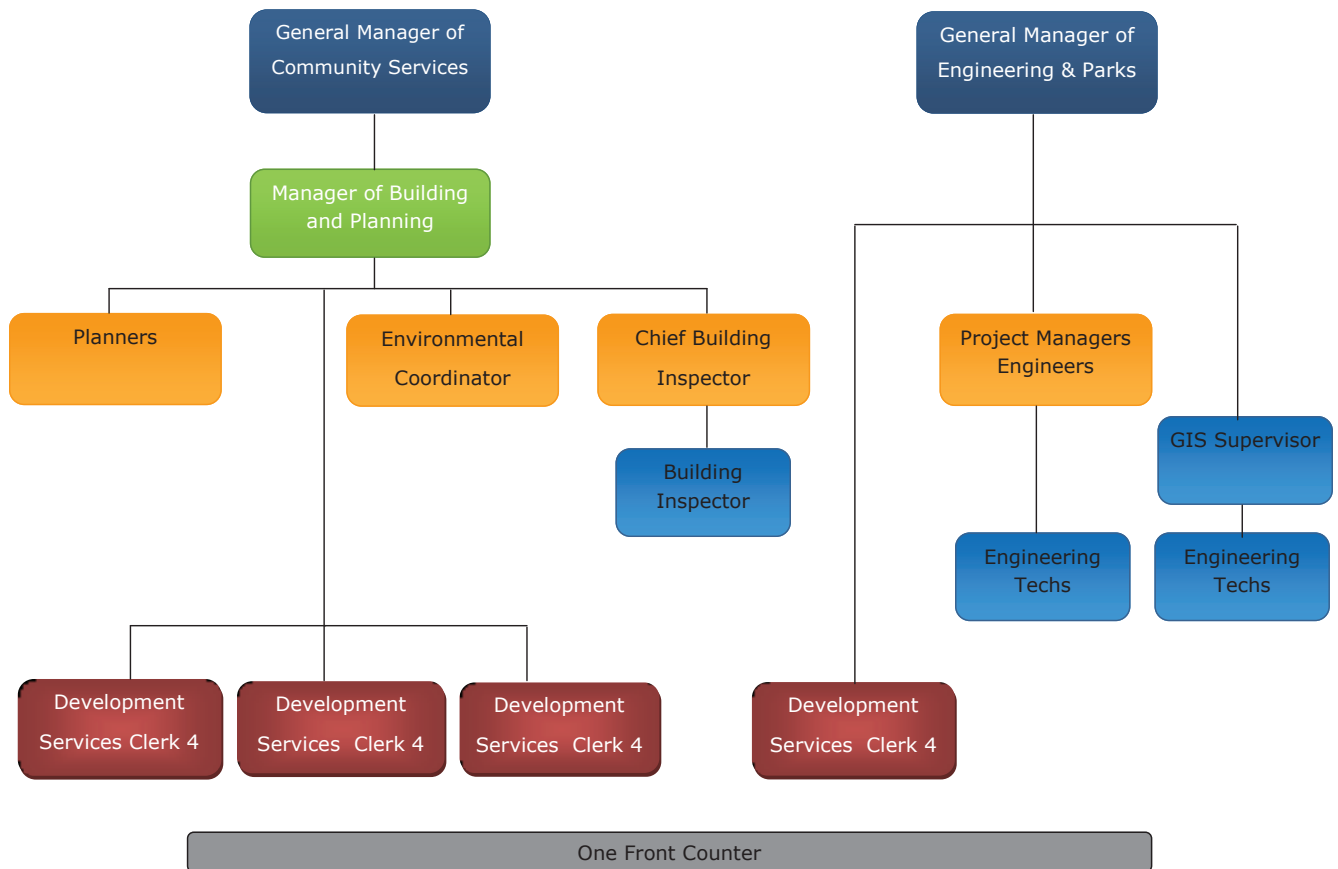 General Manager of
Community Services
General Manager of
Engineering & Parks
Manager of Building
and Planning
Planners
Environmental
Coordinator
Chief Building
Inspector
Project Managers
Engineers
GIS Supervisor
Building
Inspector
Engineering
Techs
Engineering
Techs
Development
Services Clerk 4
Development
Services Clerk 4
Development
Services Clerk 4
Development
Services Clerk 4
One Front Counter